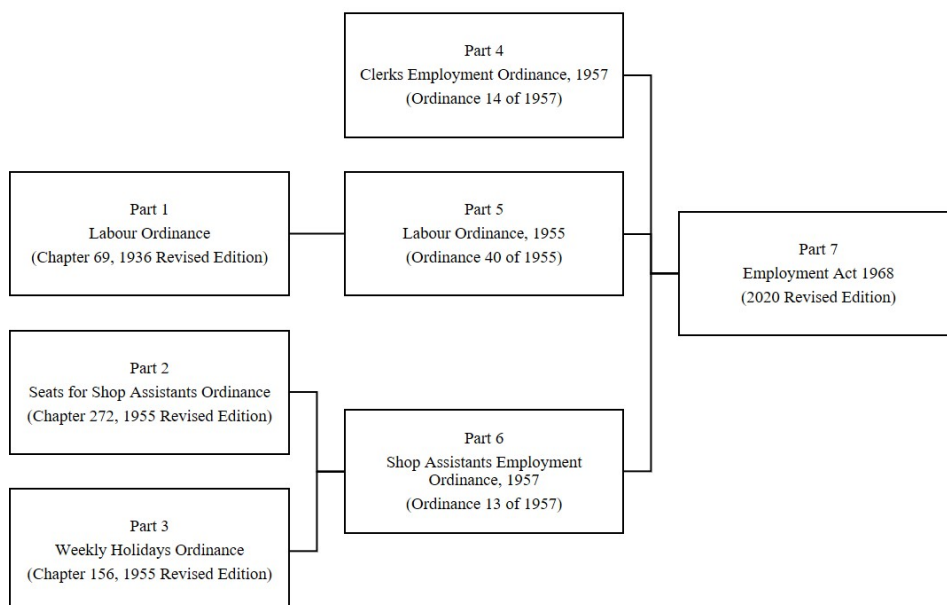 Part 4
Clerks Employment Ordinance, 1957
(Ordinance 14 of 1957)
Part 1
Labour Ordinance
(Chapter 69, 1936 Revised Edition)
Part 5
Labour Ordinance, 1955
(Ordinance 40 of 1955)
Part 7
Employment Act 1968
(2020 Revised Edition)
Part 2
Seats for Shop Assistants Ordinance
(Chapter 272, 1955 Revised Edition)
Part 6
Shop Assistants Employment
Ordinance, 1957
(Ordinance 13 of 1957)
Part 3
Weekly Holidays Ordinance
(Chapter 156, 1955 Revised Edition)